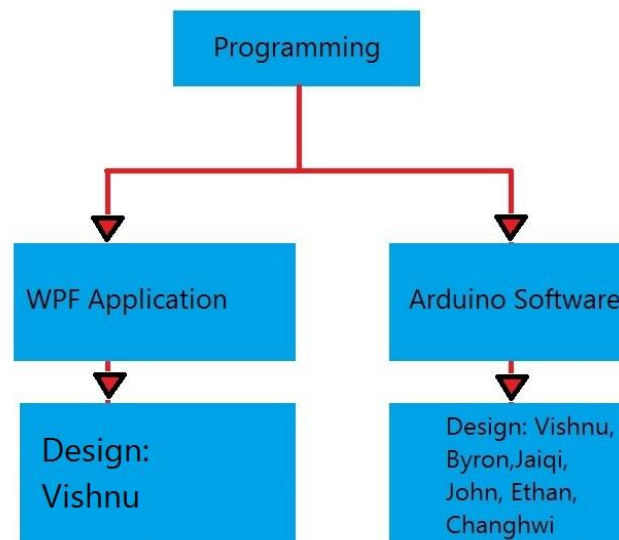 Programming
WPF Application
Arduino Software
Design:
Vishnu
Design: Vishnu,
Byron,Jaiqi,
John, Ethan,
Changhwi